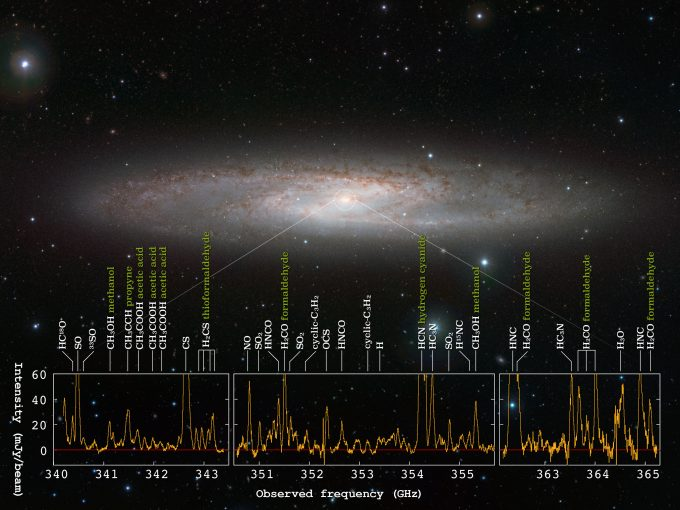 HC¹⁸O⁺
SO
³³SO
CH₃OH methanol
CH₃CCH propyne
CH₃COOH acetic acid
CH₃COOH acetic acid
CH₃COOH acetic acid
CS
H₂CS thioformaldehyde
NO
SO₂
HNCO
H₂CO formaldehyde
SO₂
cyclic-C₃H₂
OCS
HNCO
cyclic-C₃H₂
H
HCN hydrogen cyanide
HC₃N
SO₂
H¹⁵NC
CH₃OH methanol
HNC
H₂CO formaldehyde
HC₃N
H₂CO formaldehyde
H₃O⁺
HNC
H₂CO formaldehyde
Intensity (mJy/beam)
60
40
20
0
340 341 342 343 351 352 353 354 355 363 364 365
Observed frequency (GHz)